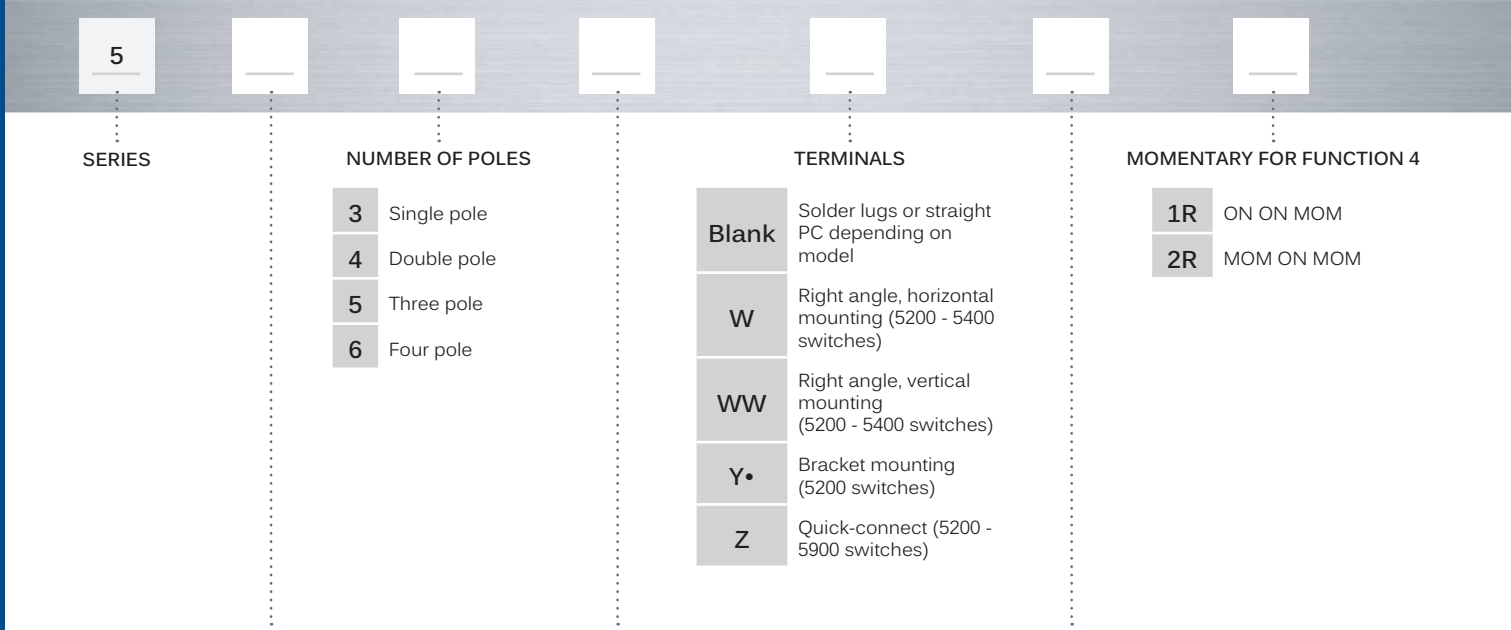 5
SERIES
NUMBER OF POLES
3 Single pole
4 Double pole
5 Three pole
6 Four pole
TERMINALS
Blank Solder lugs or straight
PC depending on
model
W Right angle, horizontal
mounting (5200 - 5400
switches)
WW Right angle, vertical
mounting
(5200 - 5400 switches)
Y• Bracket mounting
(5200 switches)
Z Quick-connect (5200 -
5900 switches)
MOMENTARY FOR FUNCTION 4
1R ON ON MOM
2R MOM ON MOM